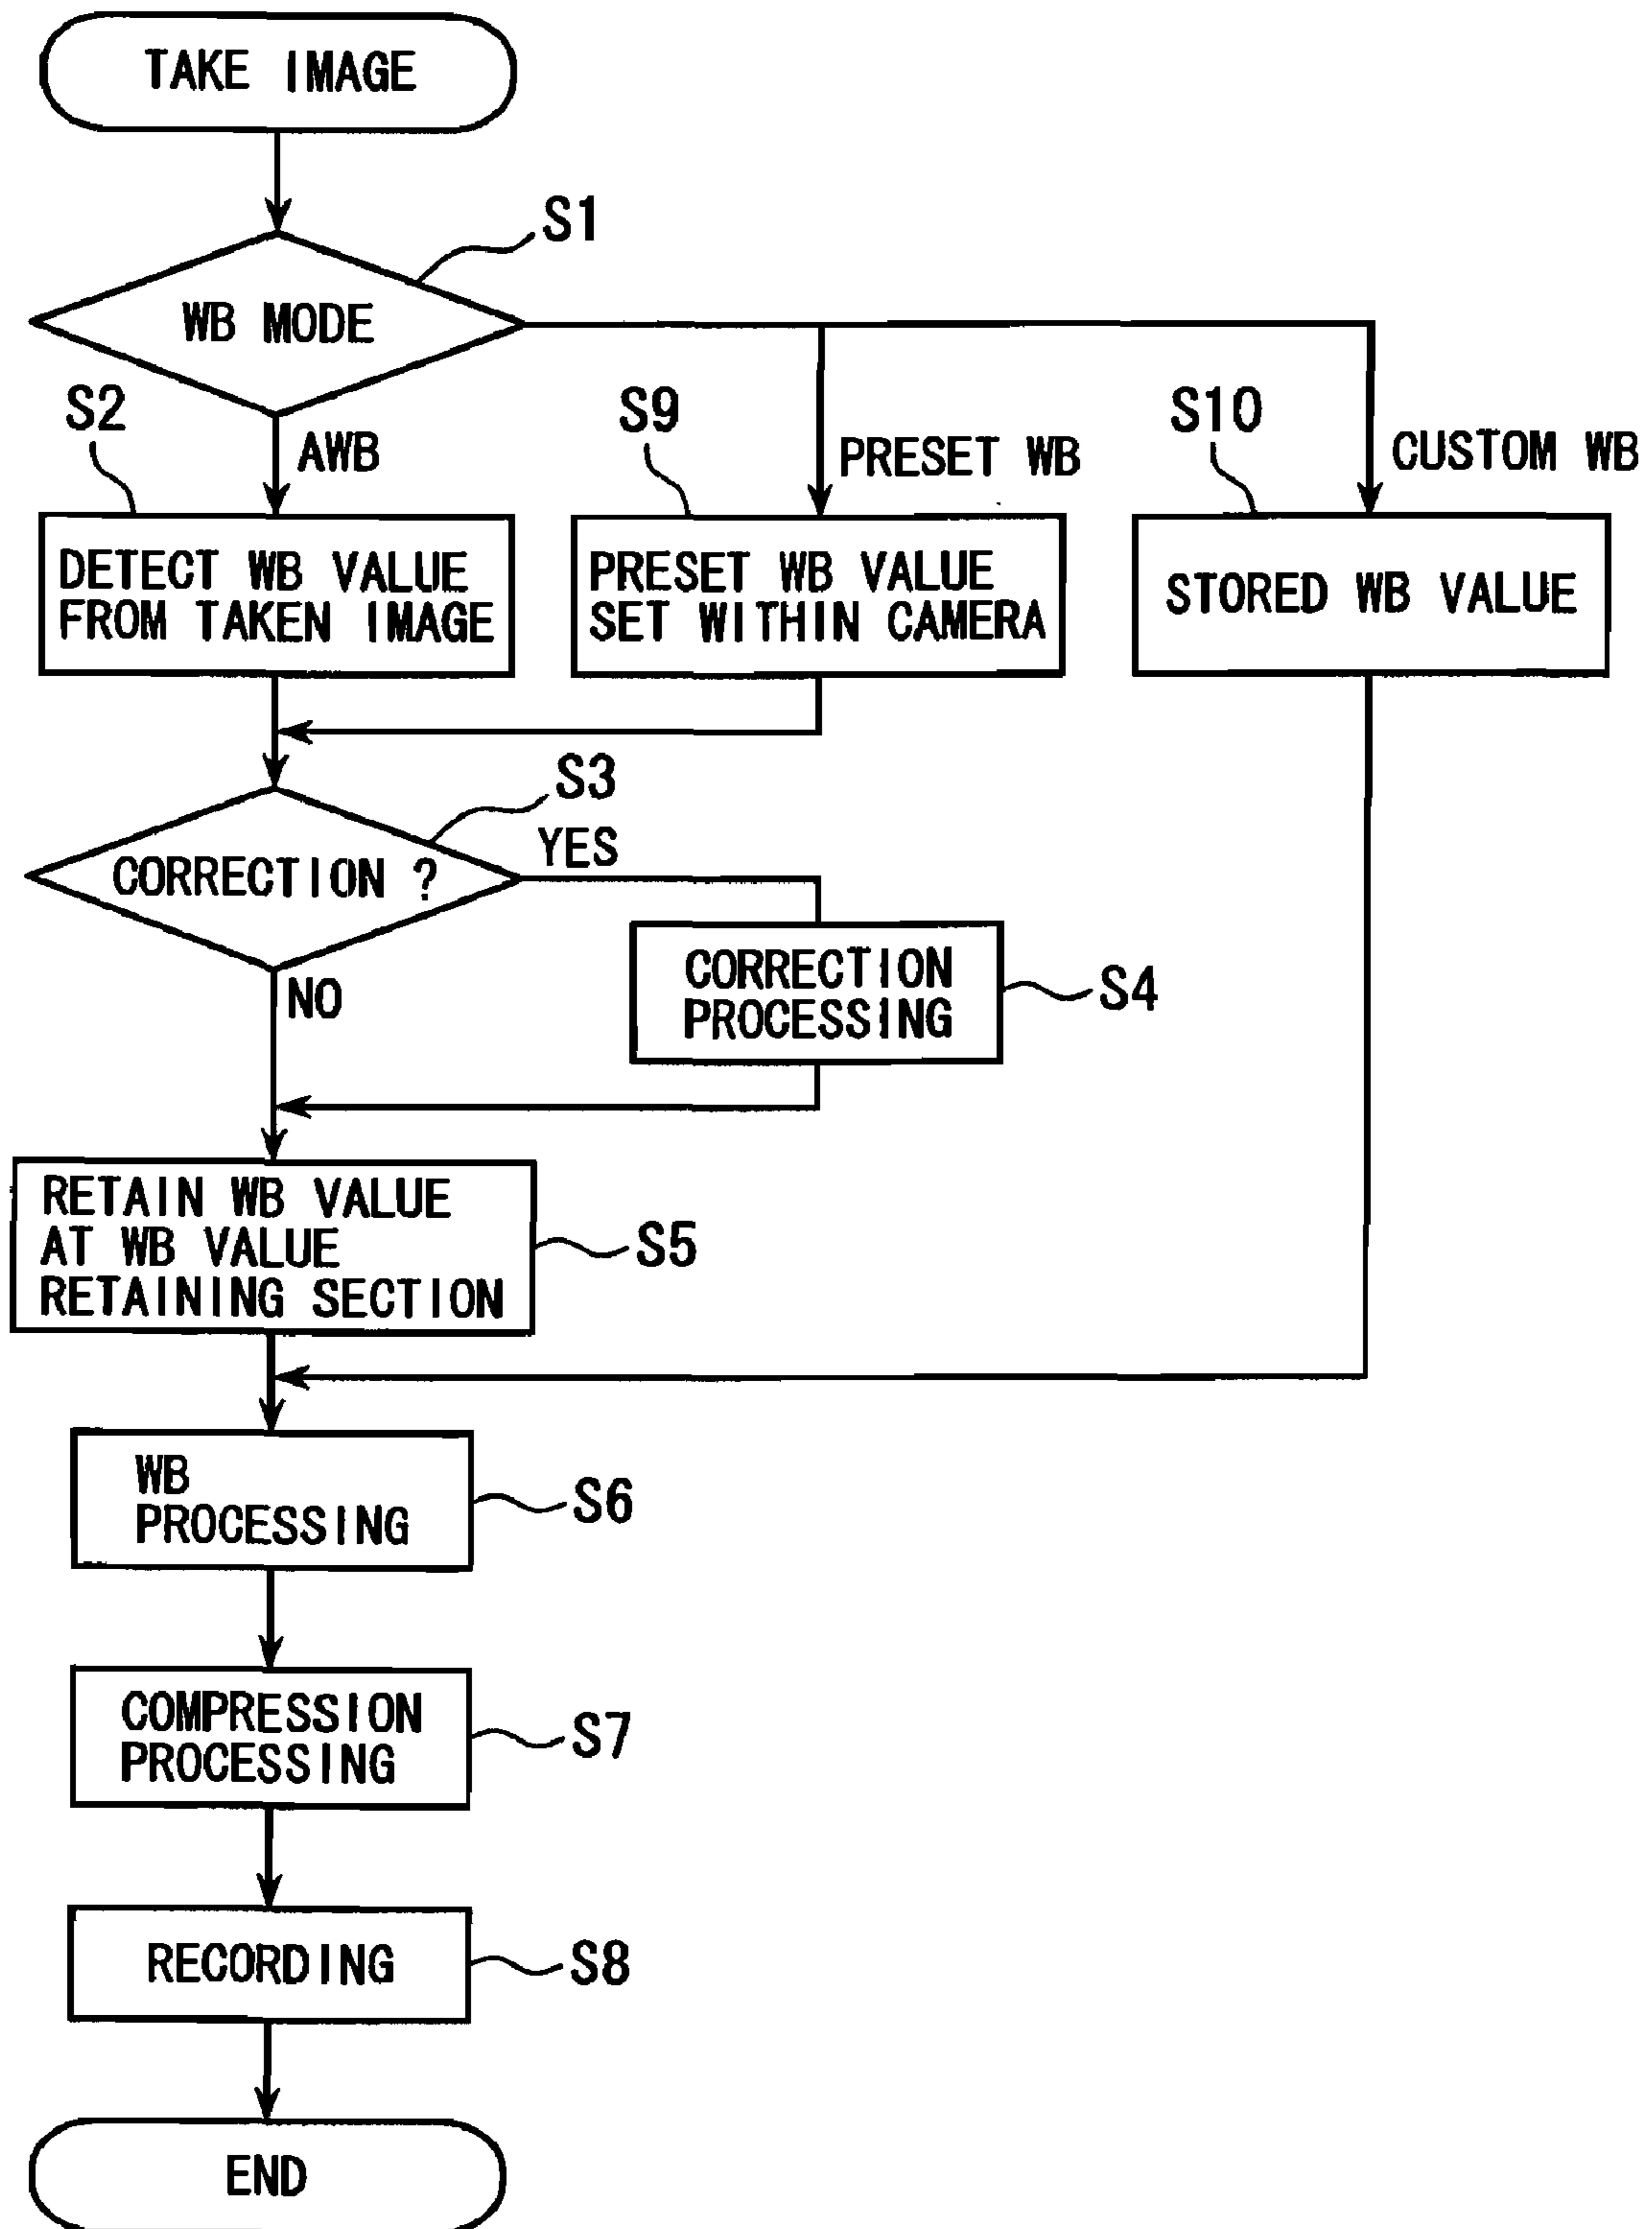 TAKE IMAGE
S1
WB MODE
S2
AWB
S9
PRESET WB
S10
CUSTOM WB
DETECT WB VALUE
FROM TAKEN IMAGE
PRESET WB VALUE
SET WITHIN CAMERA
STORED WB VALUE
S3
CORRECTION ?
YES
NO
CORRECTION
PROCESSING
S4
RETAIN WB VALUE
AT WB VALUE
RETAINING SECTION
S5
WB
PROCESSING
S6
COMPRESSION
PROCESSING
S7
RECORDING
S8
END